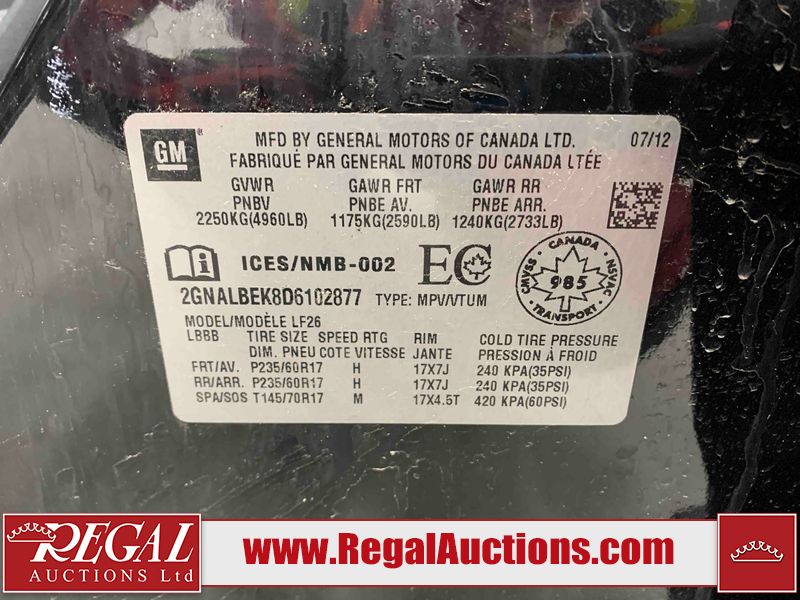 GM
MFD BY GENERAL MOTORS OF CANADA LTD. 07/12
FABRIQUÉ PAR GENERAL MOTORS DU CANADA LTÉE
GVWR GAWR FRT GAWR RR
PNBV PNBE AV. PNBE ARR.
2250KG(4960LB) 1175KG(2590LB) 1240KG(2733LB)
ICES/NMB-002 EC
CANADA
CMVSS 985 NSVAC
TRANSPORT
2GNALBEK8D6102877 TYPE: MPV/VTUM
MODEL/MODÈLE LF26
LBBB TIRE SIZE SPEED RTG RIM COLD TIRE PRESSURE
DIM. PNEU COTE VITESSE JANTE PRESSION À FROID
FRT/AV. P235/60R17 H 17X7J 240 KPA(35PSI)
RR/ARR. P235/60R17 H 17X7J 240 KPA(35PSI)
SPA/SOS T145/70R17 M 17X4.5T 420 KPA(60PSI)
REGAL
AUCTIONS Ltd
www.RegalAuctions.com